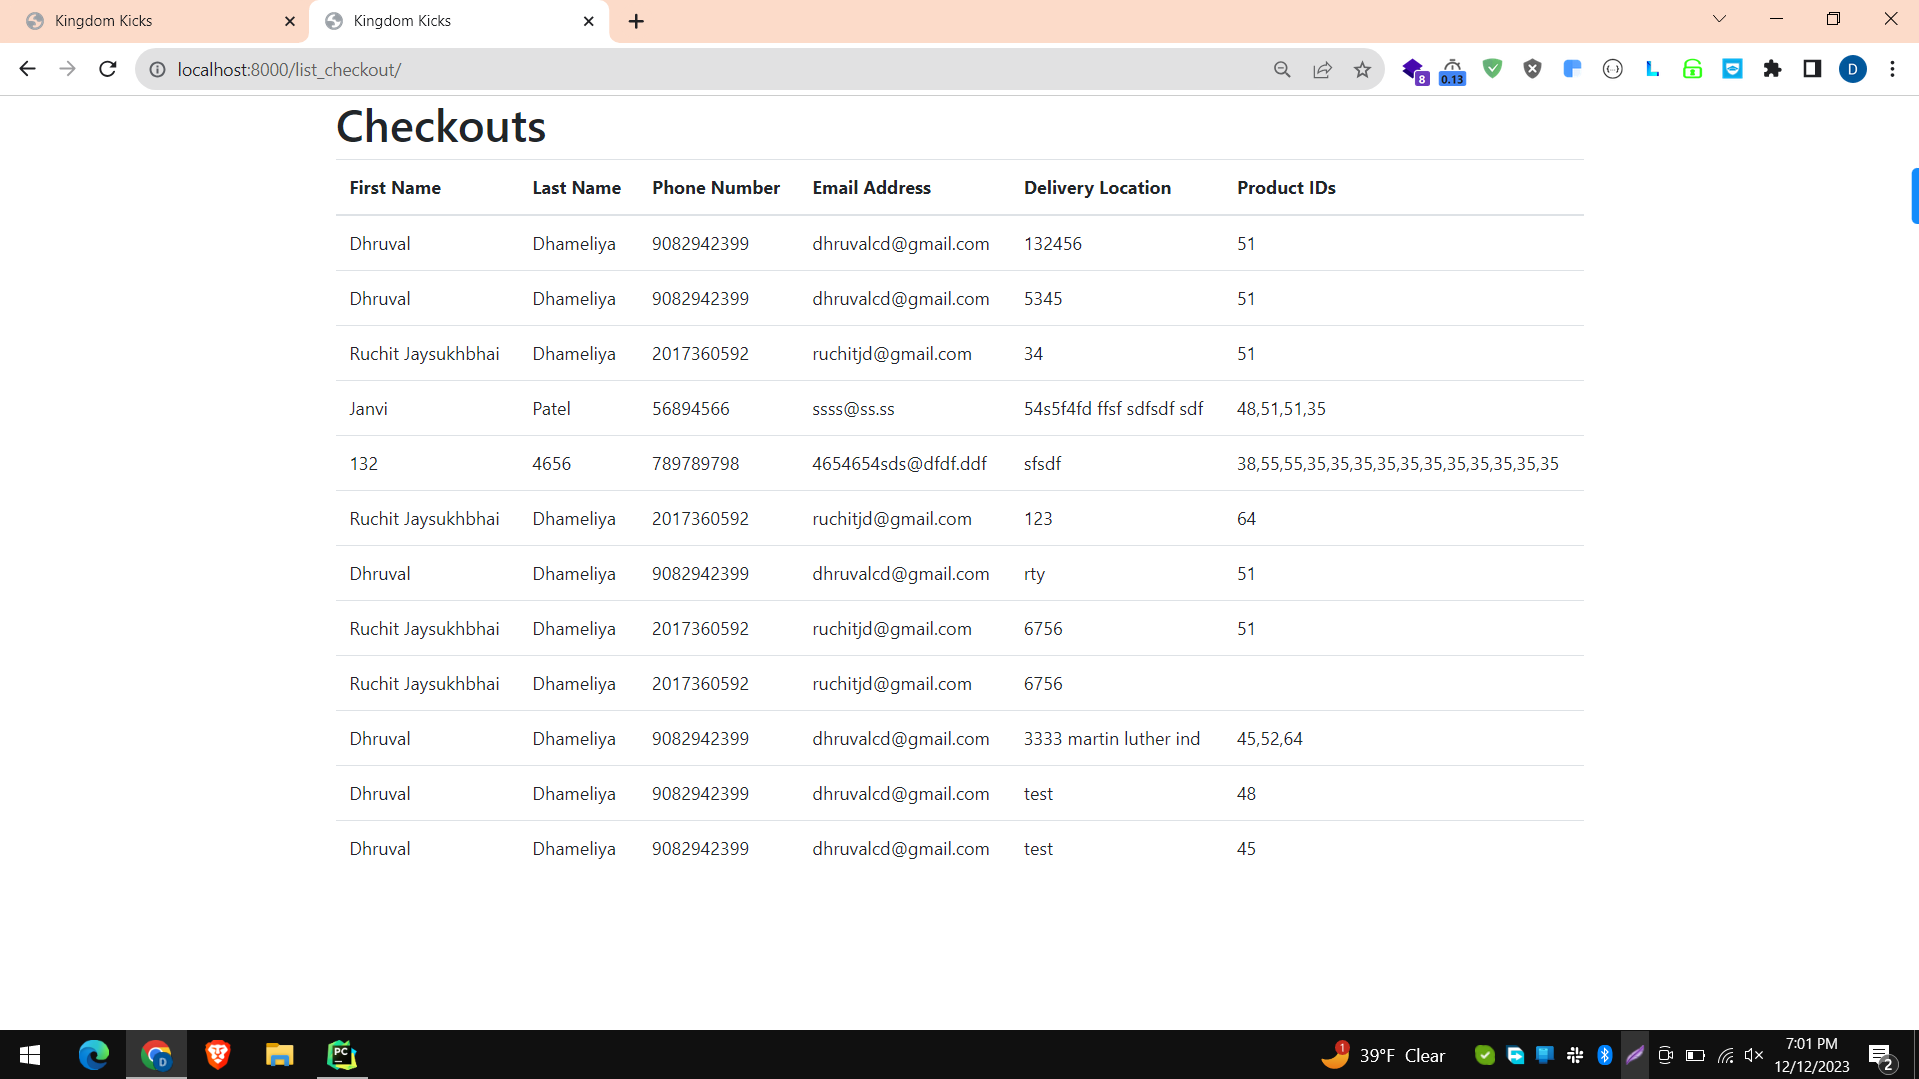 Kingdom Kicks
Kingdom Kicks
localhost:8000/list_checkout/
8
0.13
D
Checkouts
First Name Last Name Phone Number Email Address Delivery Location Product IDs
Dhruval Dhameliya 9082942399 dhruvalcd@gmail.com 132456 51
Dhruval Dhameliya 9082942399 dhruvalcd@gmail.com 5345 51
Ruchit Jaysukhbhai Dhameliya 2017360592 ruchitjd@gmail.com 34 51
Janvi Patel 56894566 ssss@ss.ss 54s5f4fd ffsf sdfsdf sdf 48,51,51,35
132 4656 789789798 4654654sds@dfdf.ddf sfsdf 38,55,55,35,35,35,35,35,35,35,35,35,35,35
Ruchit Jaysukhbhai Dhameliya 2017360592 ruchitjd@gmail.com 123 64
Dhruval Dhameliya 9082942399 dhruvalcd@gmail.com rty 51
Ruchit Jaysukhbhai Dhameliya 2017360592 ruchitjd@gmail.com 6756 51
Ruchit Jaysukhbhai Dhameliya 2017360592 ruchitjd@gmail.com 6756
Dhruval Dhameliya 9082942399 dhruvalcd@gmail.com 3333 martin luther ind 45,52,64
Dhruval Dhameliya 9082942399 dhruvalcd@gmail.com test 48
Dhruval Dhameliya 9082942399 dhruvalcd@gmail.com test 45
D
PC
1
39°F Clear
7:01 PM
12/12/2023
2